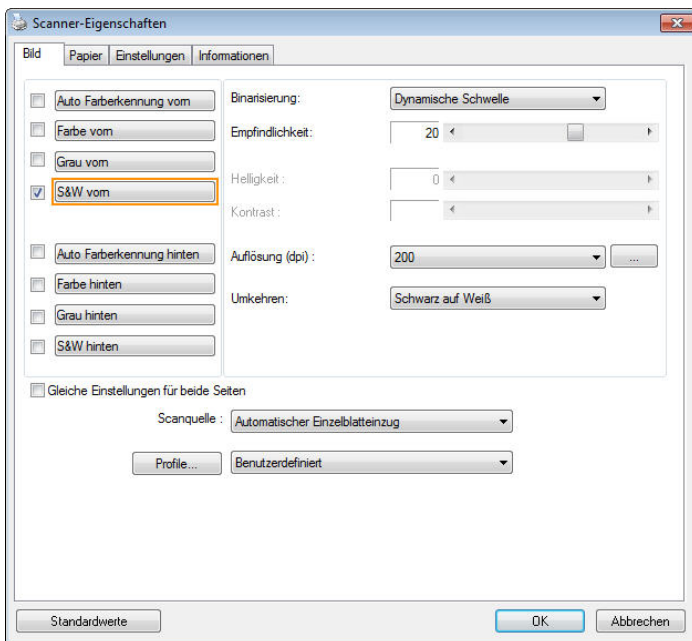 Scanner-Eigenschaften
Bild Papier Einstellungen Informationen
Auto Farberkennung vorn
Farbe vorn
Grau vorn
S&W vorn
Auto Farberkennung hinten
Farbe hinten
Grau hinten
S&W hinten
Binarisierung: Dynamische Schwelle
Empfindlichkeit: 20
Helligkeit : 0
Kontrast :
Auflösung (dpi) : 200 ...
Umkehren: Schwarz auf Weiß
Gleiche Einstellungen für beide Seiten
Scanquelle : Automatischer Einzelblatteinzug
Profile... Benutzerdefiniert
Standardwerte OK Abbrechen